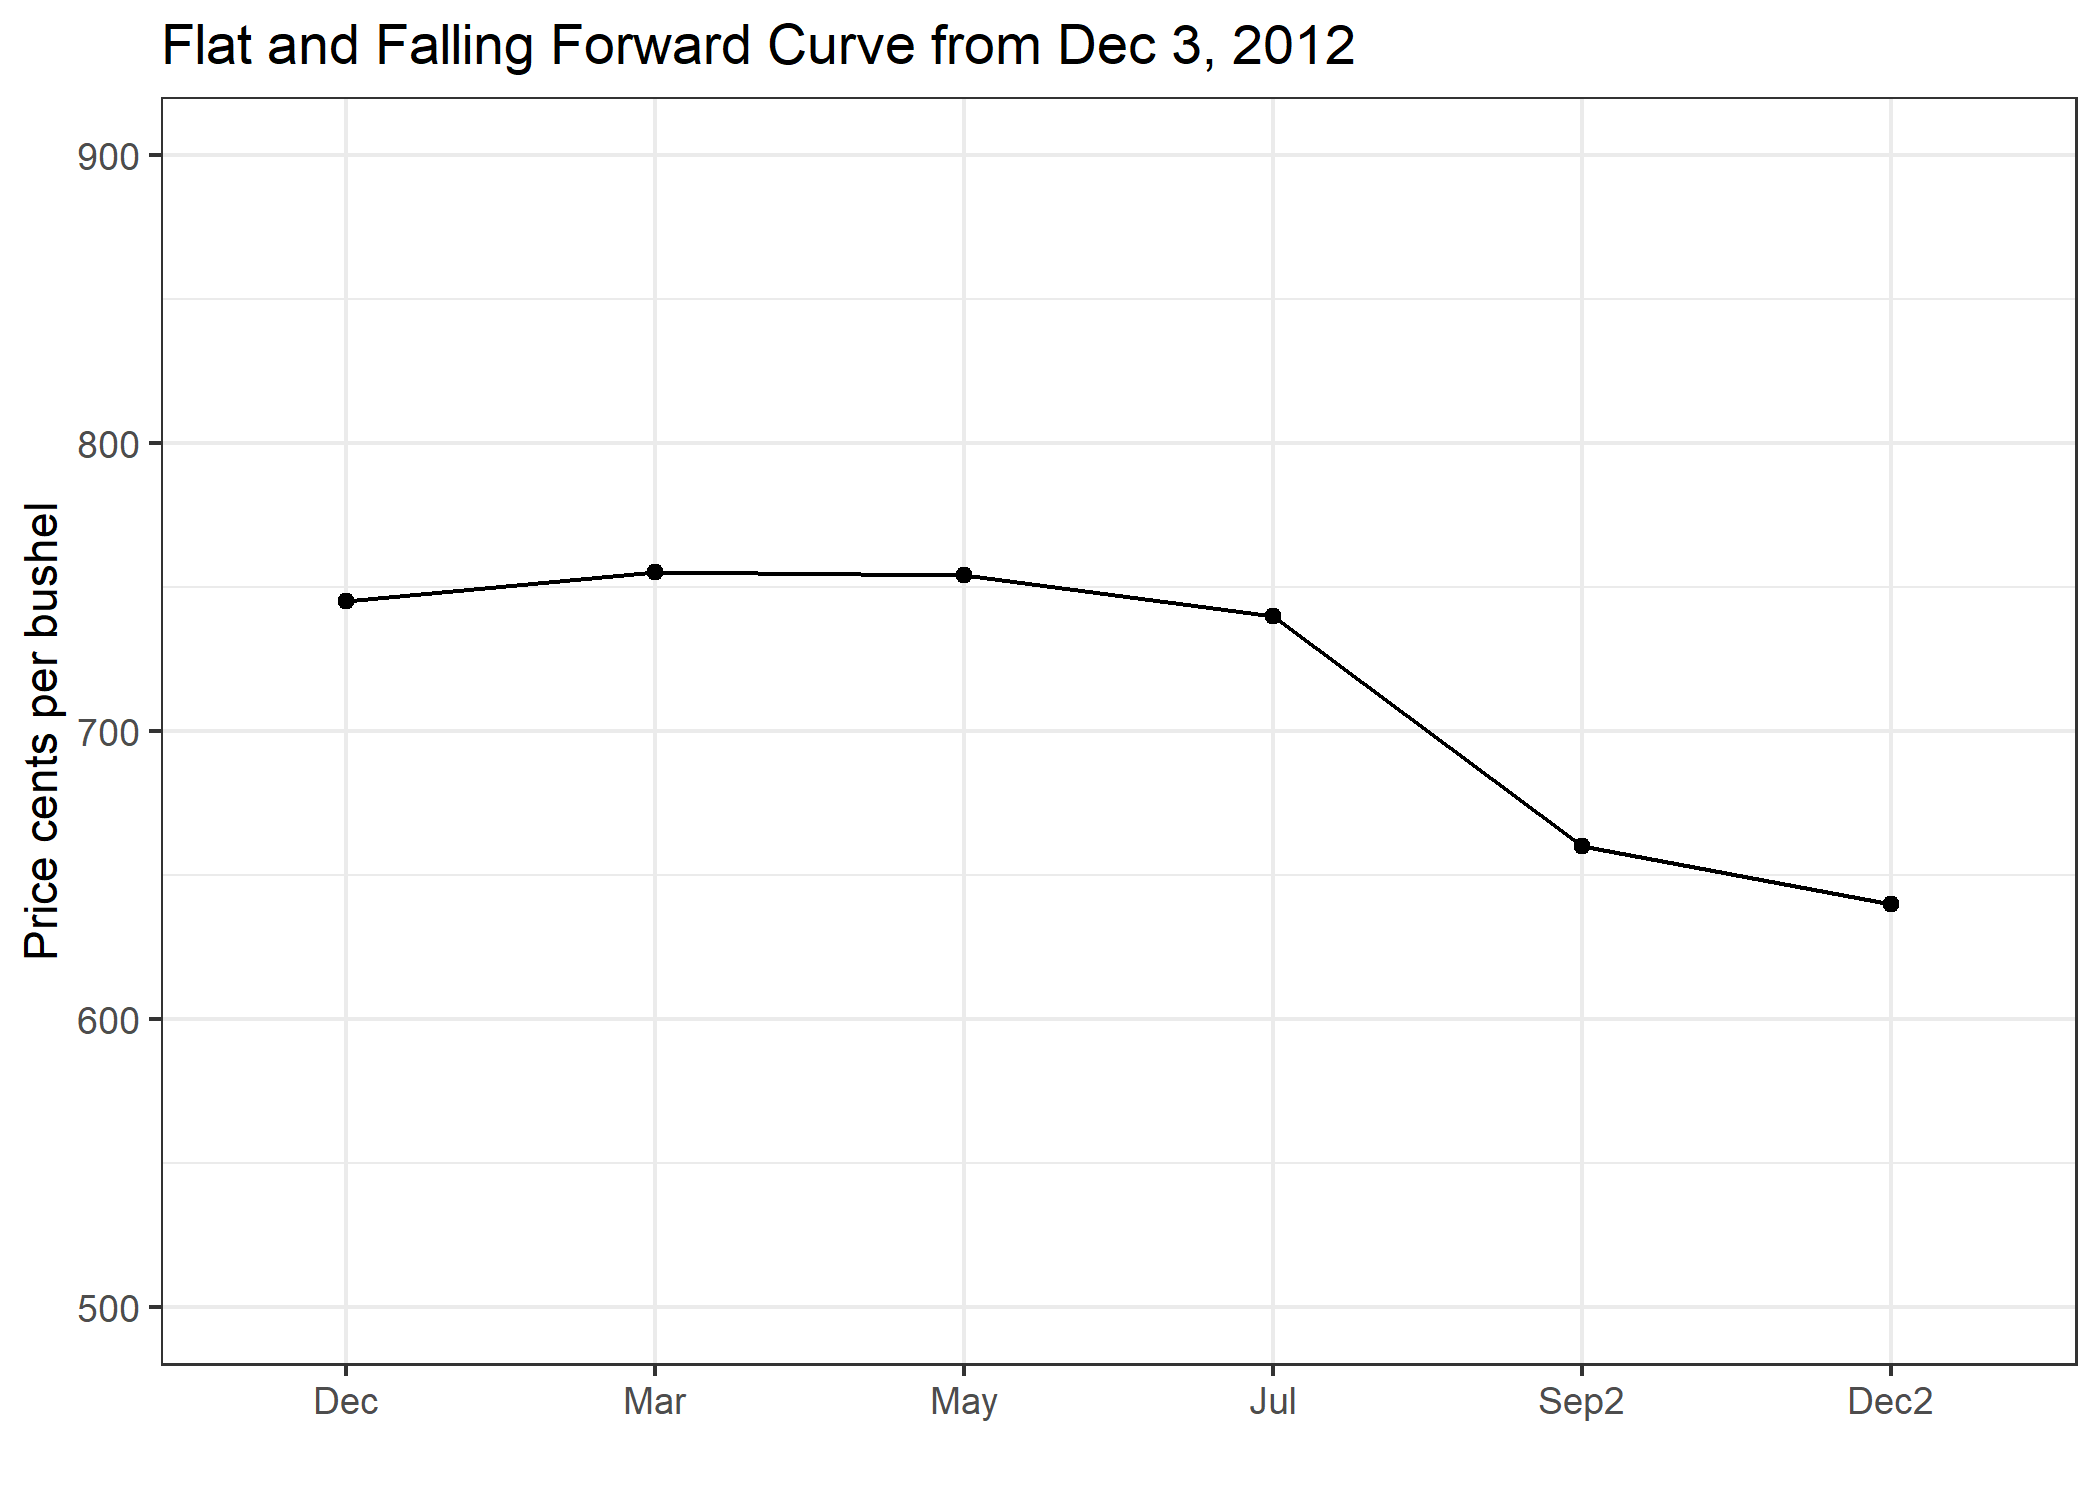 Flat and Falling Forward Curve from Dec 3, 2012
Price cents per bushel
900
800
700
600
500
Dec Mar May Jul Sep2 Dec2